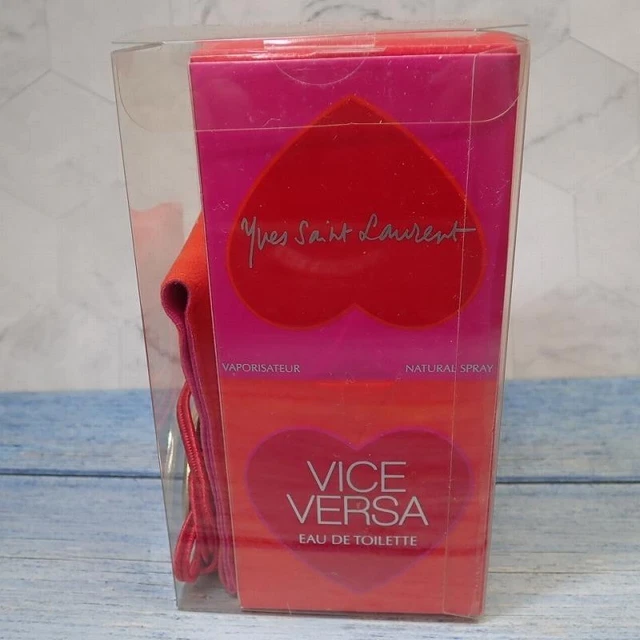 Yves Saint Laurent
VAPORISATEUR NATURAL SPRAY
VICE
VERSA
EAU DE TOILETTE